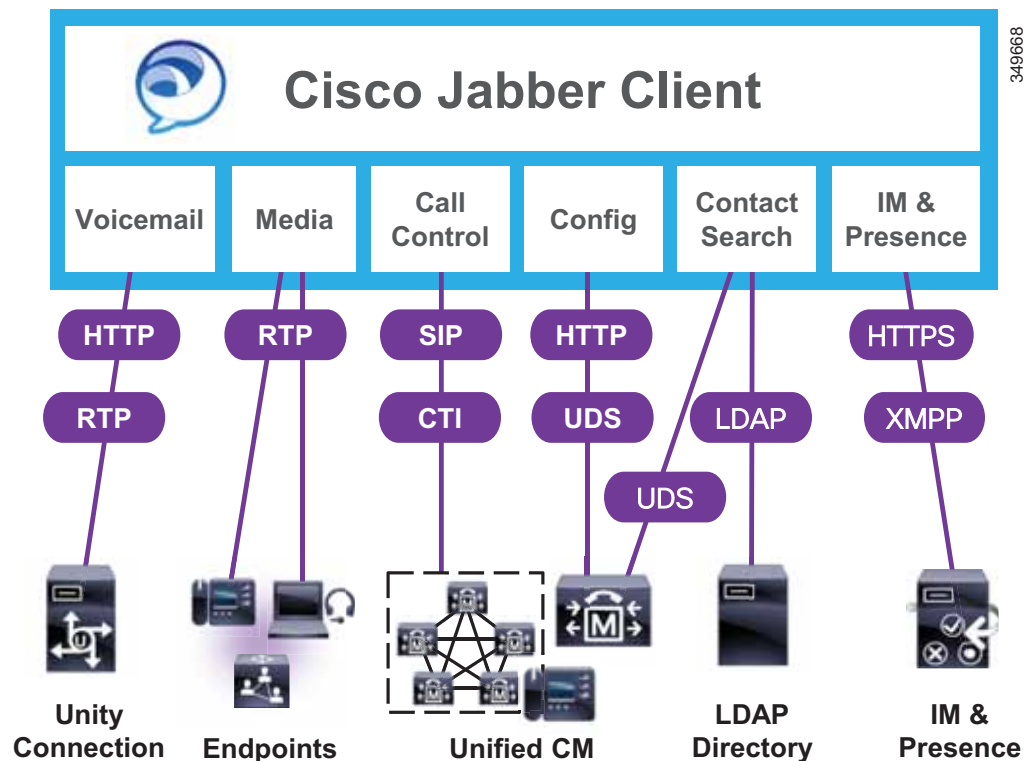 349668
Cisco Jabber Client
Voicemail
Media
Call
Control
Config
Contact
Search
IM &
Presence
HTTP
RTP
SIP
HTTP
HTTPS
RTP
CTI
UDS
LDAP
XMPP
UDS
U
M
M
M
M
M
M
Unity
Connection
Endpoints
Unified CM
LDAP
Directory
IM &
Presence